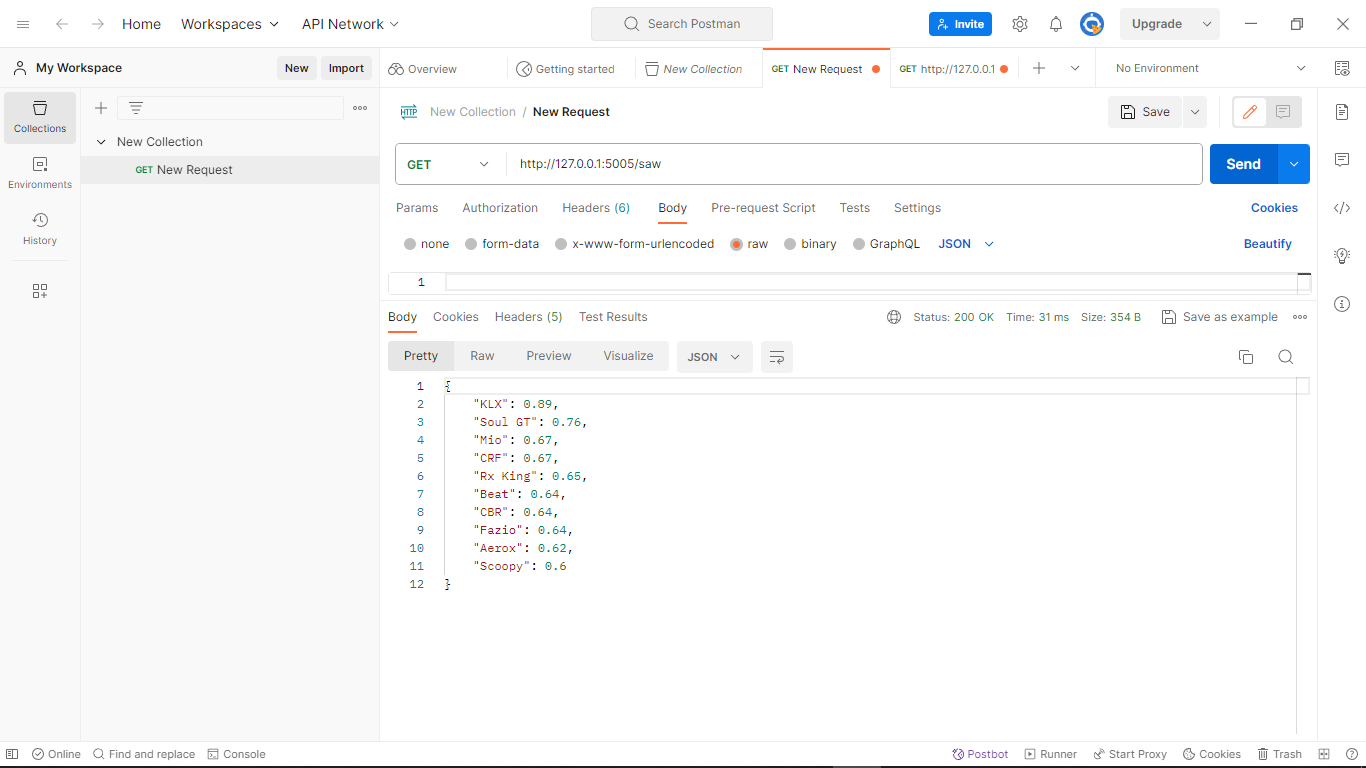 Home Workspaces API Network Search Postman Invite Upgrade
My Workspace New Import Overview Getting started New Collection GET New Request GET http://127.0.0.1 No Environment
Collections
Environments
History
New Collection
GET New Request
HTTP New Collection / New Request Save
GET http://127.0.0.1:5005/saw Send
Params Authorization Headers (6) Body Pre-request Script Tests Settings Cookies
none form-data x-www-form-urlencoded raw binary GraphQL JSON Beautify
1
Body Cookies Headers (5) Test Results Status: 200 OK Time: 31 ms Size: 354 B Save as example
Pretty Raw Preview Visualize JSON
1 {
2 "KLX": 0.89,
3 "Soul GT": 0.76,
4 "Mio": 0.67,
5 "CRF": 0.67,
6 "Rx King": 0.65,
7 "Beat": 0.64,
8 "CBR": 0.64,
9 "Fazio": 0.64,
10 "Aerox": 0.62,
11 "Scoopy": 0.6
12 }
Online Find and replace Console Postbot Runner Start Proxy Cookies Trash